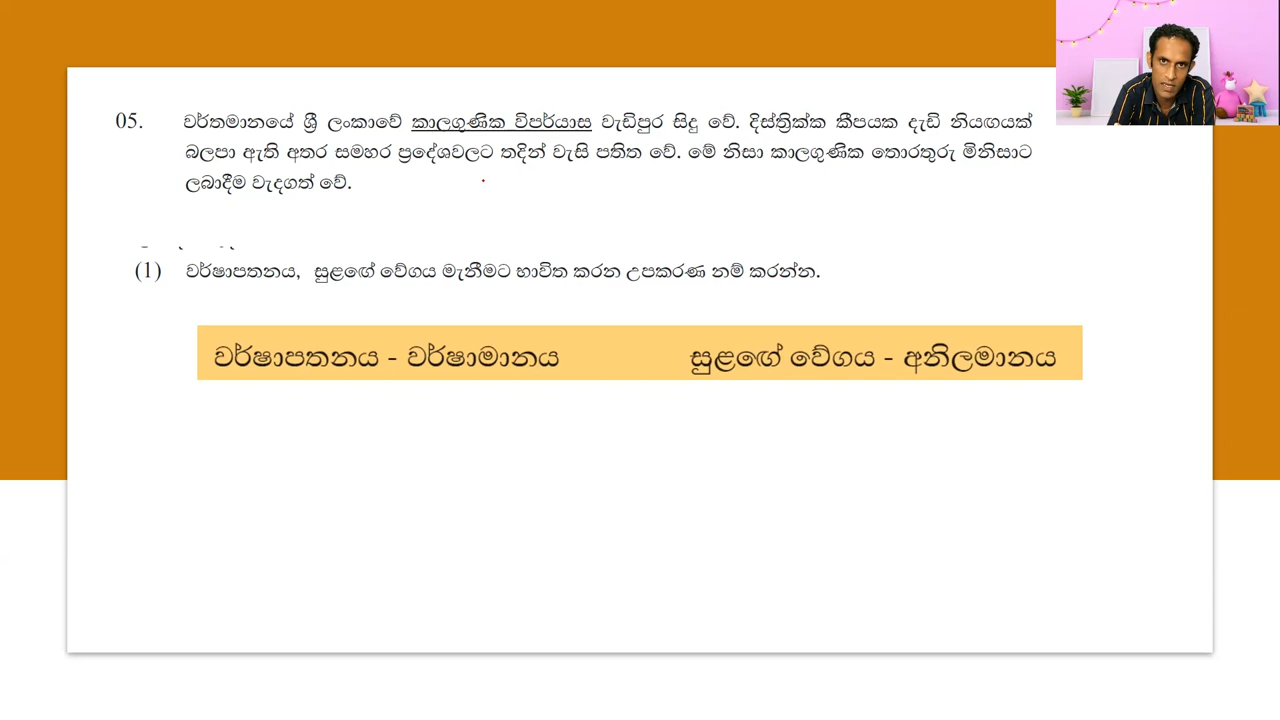 05. වර්තමානයේ ශ්‍රී ලංකාවේ කාලගුණික විපර්යාස වැඩිපුර සිදු වේ. දිස්ත්‍රික්ක කීපයක දැඩි නියඟයක්
බලපා ඇති අතර සමහර ප්‍රදේශවලට තදින් වැසි පතිත වේ. මේ නිසා කාලගුණික තොරතුරු මිනිසාට
ලබාදීම වැදගත් වේ.
(1) වර්ෂාපතනය, සුළඟේ වේගය මැනීමට භාවිත කරන උපකරණ නම් කරන්න.
වර්ෂාපතනය - වර්ෂාමානය සුළඟේ වේගය - අනිලමානය